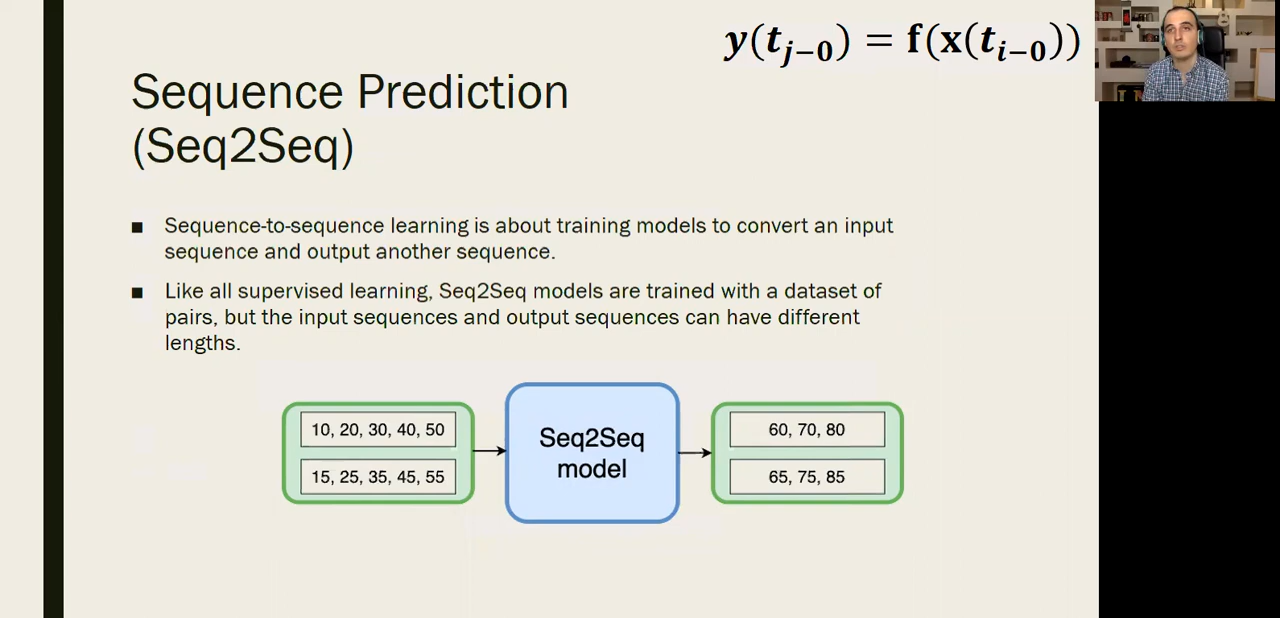 y(t_{j−0}) = f(x(t_{i−0}))
Sequence Prediction
(Seq2Seq)
■ Sequence-to-sequence learning is about training models to convert an input
sequence and output another sequence.
■ Like all supervised learning, Seq2Seq models are trained with a dataset of
pairs, but the input sequences and output sequences can have different
lengths.
10, 20, 30, 40, 50
15, 25, 35, 45, 55
Seq2Seq
model
60, 70, 80
65, 75, 85